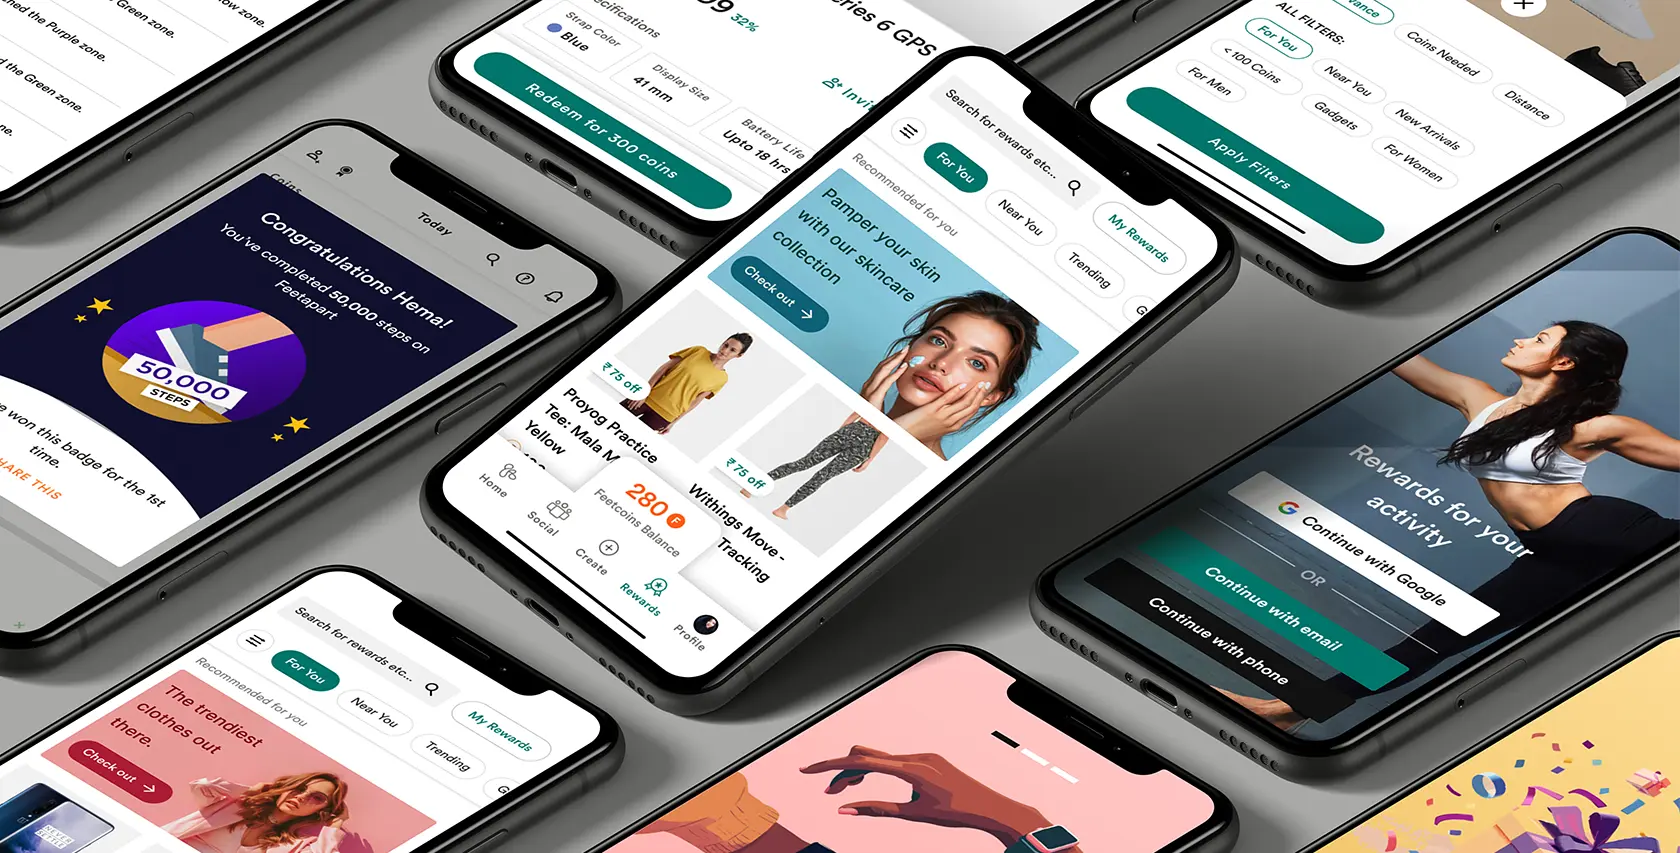 low zone.
ned the Purple zone.
d the Green zone.
ed the Green zone.
ne.
32%
ecifications
Strap Color
Blue
Display Size
41 mm
Battery Life
Upto 18 hrs
eries 6 GPS
Invi
Redeem for 300 coins
ALL FILTERS:
For You
Coins Needed
Distance
< 100 Coins
Near You
New Arrivals
For Men
Gadgets
For Women
Apply Filters
Coins
Today
Congratulations Hema!
You've completed 50,000 steps on
Feetapart
50,000
STEPS
e won this badge for the 1st
time.
HARE THIS
Search for rewards etc...
My Rewards
For You
Near You
Trending
G
Recommended for you
Pamper your skin
with our skincare
collection
Check out
₹ 75 off
Proyog Practice
Tee: Mala M
Yellow
₹ 75 off
Withings Move -
Tracking
280
F
Feetcoins Balance
Home
Social
Create
Rewards
Profile
Rewards for your
activity
Continue with Google
OR
Continue with email
Continue with phone
Search for rewards etc...
My Rewards
For You
Near You
Trending
G
Recommended for you
The trendiest
clothes out
there.
Check out
NEVER
SETTLE